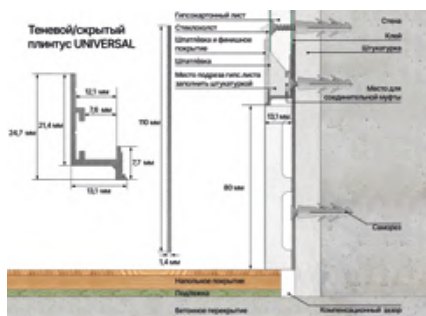 Теневой/скрытый
плинтус UNIVERSAL
12,1 мм
7,6 мм
24,7 мм
21,4 мм
7,7 мм
13,1 мм
110 мм
1,4 мм
Гипсокартонный лист
Стеклохолст
Шпатлёвка и финишное
покрытие
Шпатлёвка
Место подреза гипс.листа
заполнить штукатуркой
13,1 мм
80 мм
Стена
Клей
Штукатурка
Место для
соединительной муфты
Саморез
Напольное покрытие
Подложка
Бетонное перекрытие
Компенсационный зазор